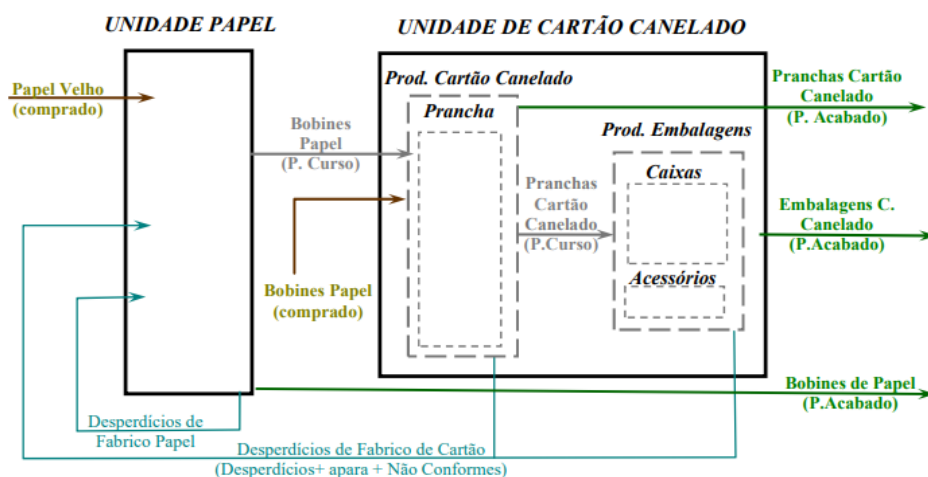 UNIDADE PAPEL
UNIDADE DE CARTÃO CANELADO
Papel Velho
(comprado)
Bobines
Papel
(P. Curso)
Bobines Papel
(comprado)
Prod. Cartão Canelado
Prancha
Pranchas
Cartão
Canelado
(P.Curso)
Prod. Embalagens
Caixas
Acessórios
Pranchas Cartão
Canelado
(P. Acabado)
Embalagens C.
Canelado
(P.Acabado)
Bobines de Papel
(P.Acabado)
Desperdícios de
Fabrico Papel
Desperdícios de Fabrico de Cartão
(Desperdícios+ apara + Não Conformes)